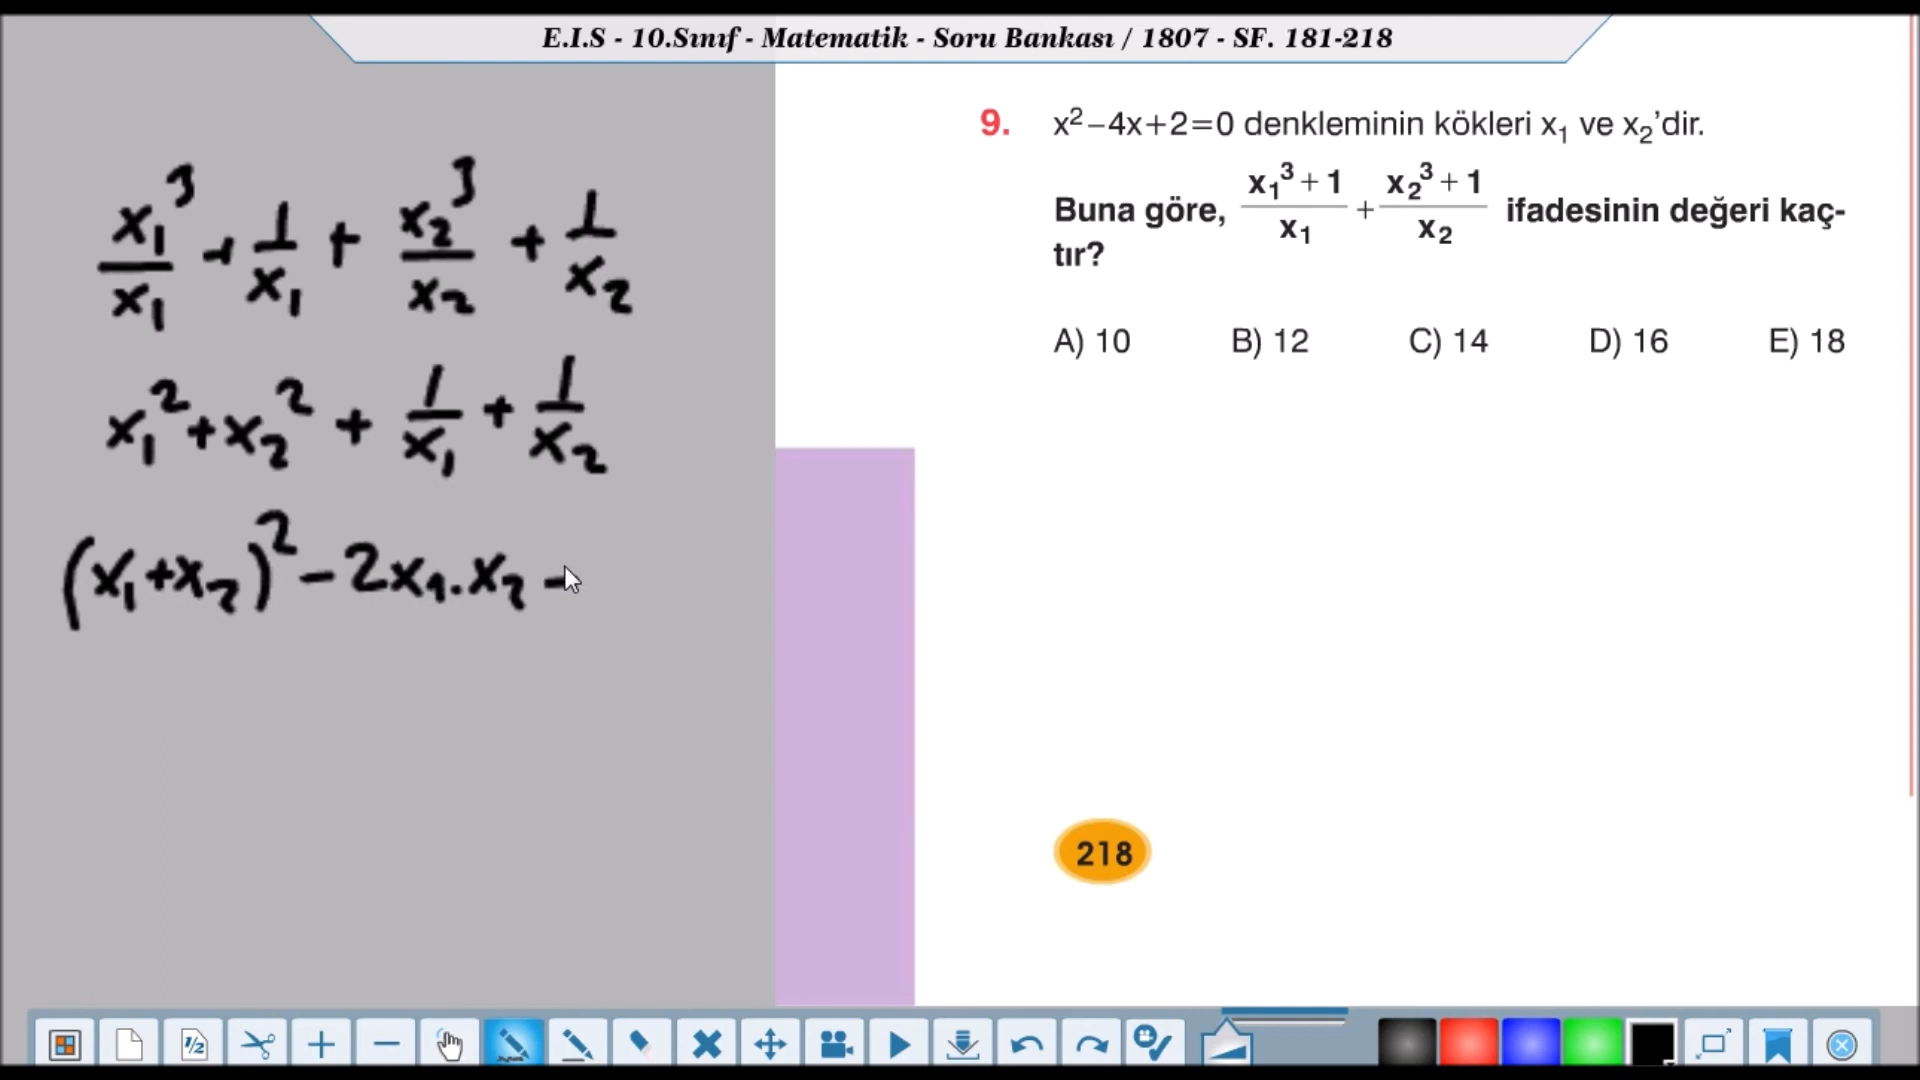 E.I.S - 10.Sınıf - Matematik - Soru Bankası / 1807 - SF. 181-218
x₁³/x₁ + 1/x₁ + x₂³/x₂ + 1/x₂
x₁² + x₂² + 1/x₁ + 1/x₂
(x₁+x₂)² - 2x₁.x₂ -
9. x²-4x+2=0 denkleminin kökleri x₁ ve x₂'dir.
Buna göre, (x₁³+1)/x₁ + (x₂³+1)/x₂ ifadesinin değeri kaç-
tır?
A) 10 B) 12 C) 14 D) 16 E) 18
218
1/2